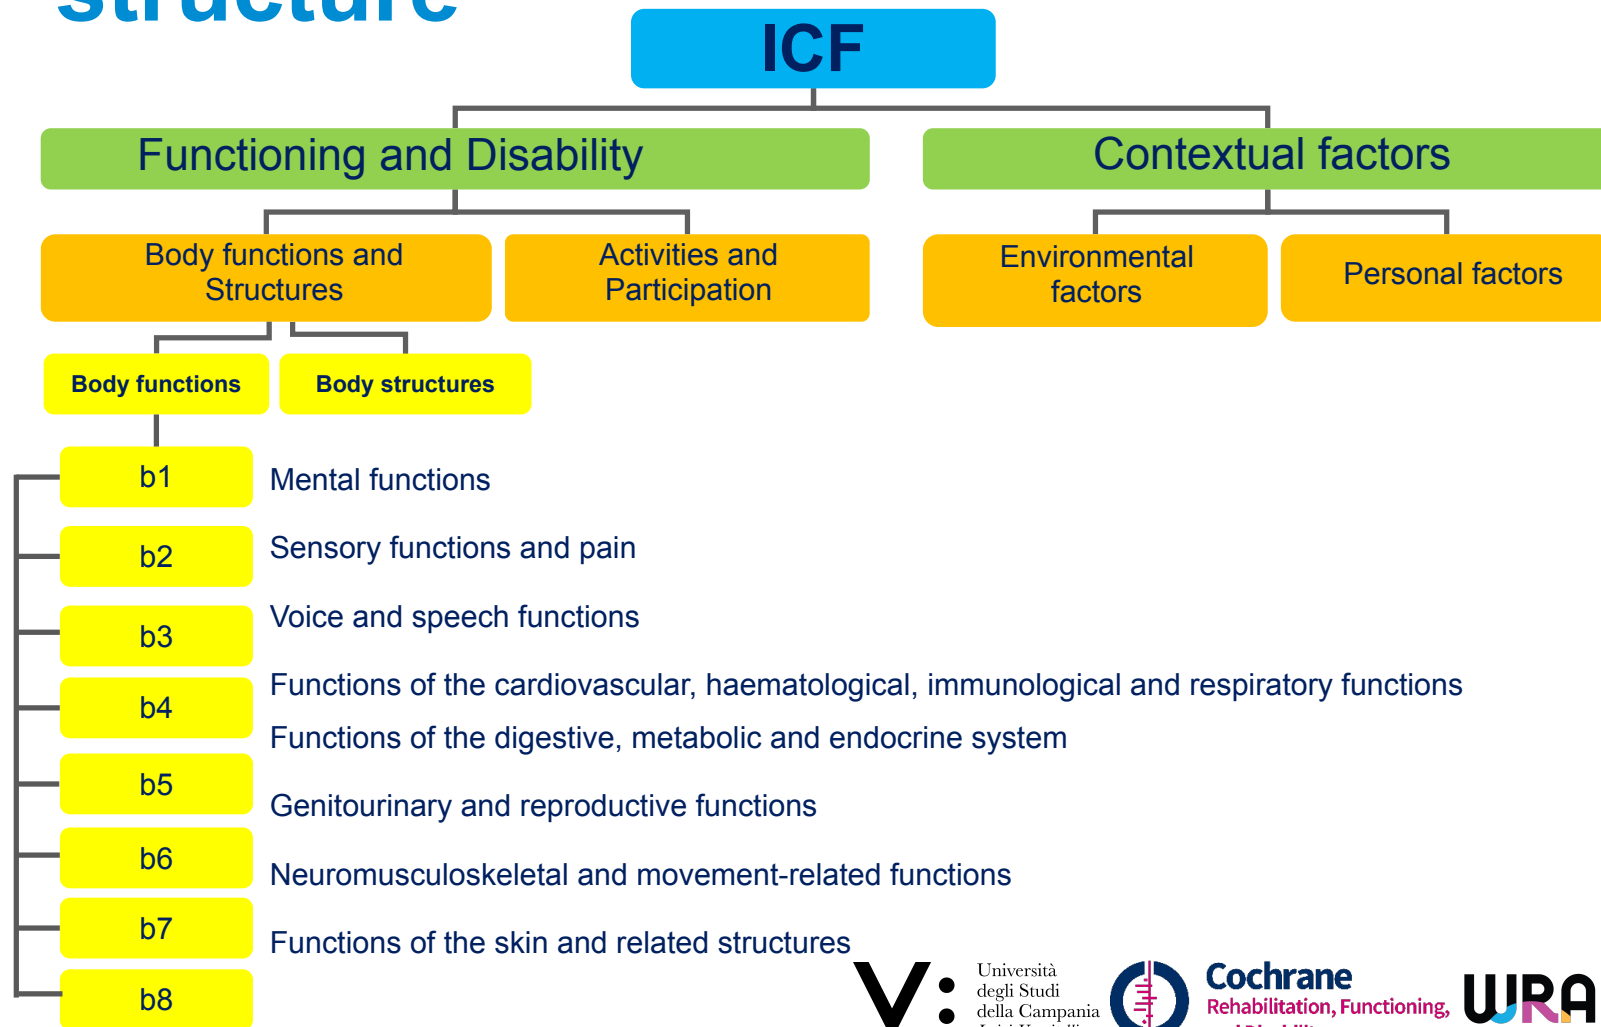 structure
ICF
Functioning and Disability
Contextual factors
Body functions and
Structures
Activities and
Participation
Environmental
factors
Personal factors
Body functions
Body structures
b1
Mental functions
b2
Sensory functions and pain
b3
Voice and speech functions
b4
Functions of the cardiovascular, haematological, immunological and respiratory functions
Functions of the digestive, metabolic and endocrine system
b5
Genitourinary and reproductive functions
b6
Neuromusculoskeletal and movement-related functions
b7
Functions of the skin and related structures
b8
V:
Università
degli Studi
della Campania
Cochrane
Rehabilitation, Functioning,
WRA